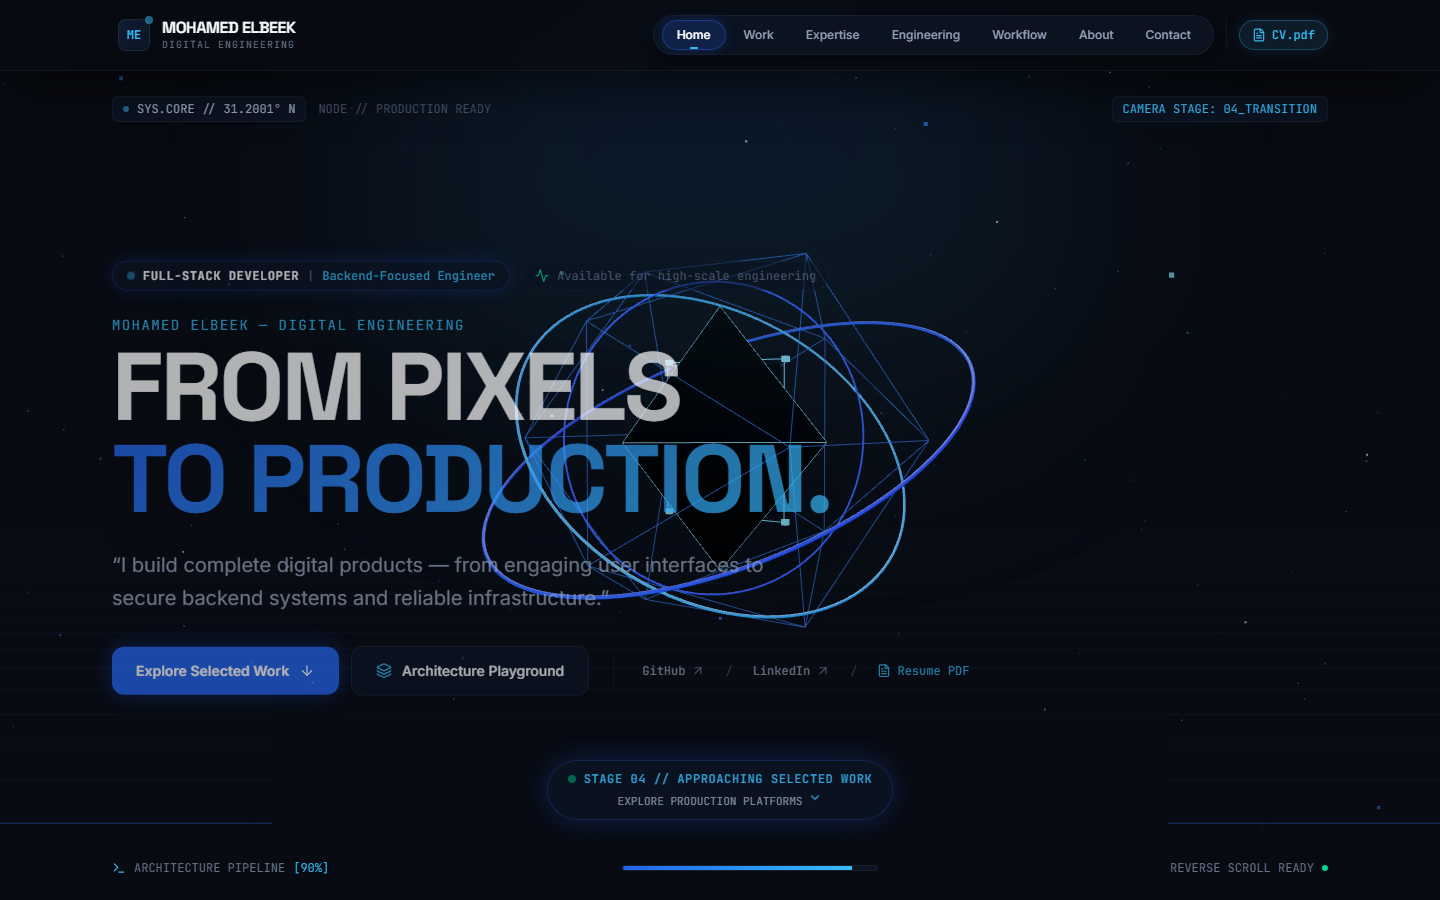 ME
MOHAMED ELBEEK
DIGITAL ENGINEERING
Home
Work
Expertise
Engineering
Workflow
About
Contact
CV.pdf
SYS.CORE // 31.2001° N
NODE // PRODUCTION READY
CAMERA STAGE: 04_TRANSITION
FULL-STACK DEVELOPER | Backend-Focused Engineer
Available for high-scale engineering
MOHAMED ELBEEK — DIGITAL ENGINEERING
FROM PIXELS
TO PRODUCTION.
“I build complete digital products — from engaging user interfaces to
secure backend systems and reliable infrastructure.”
Explore Selected Work
Architecture Playground
GitHub / LinkedIn / Resume PDF
STAGE 04 // APPROACHING SELECTED WORK
EXPLORE PRODUCTION PLATFORMS
ARCHITECTURE PIPELINE [90%]
REVERSE SCROLL READY